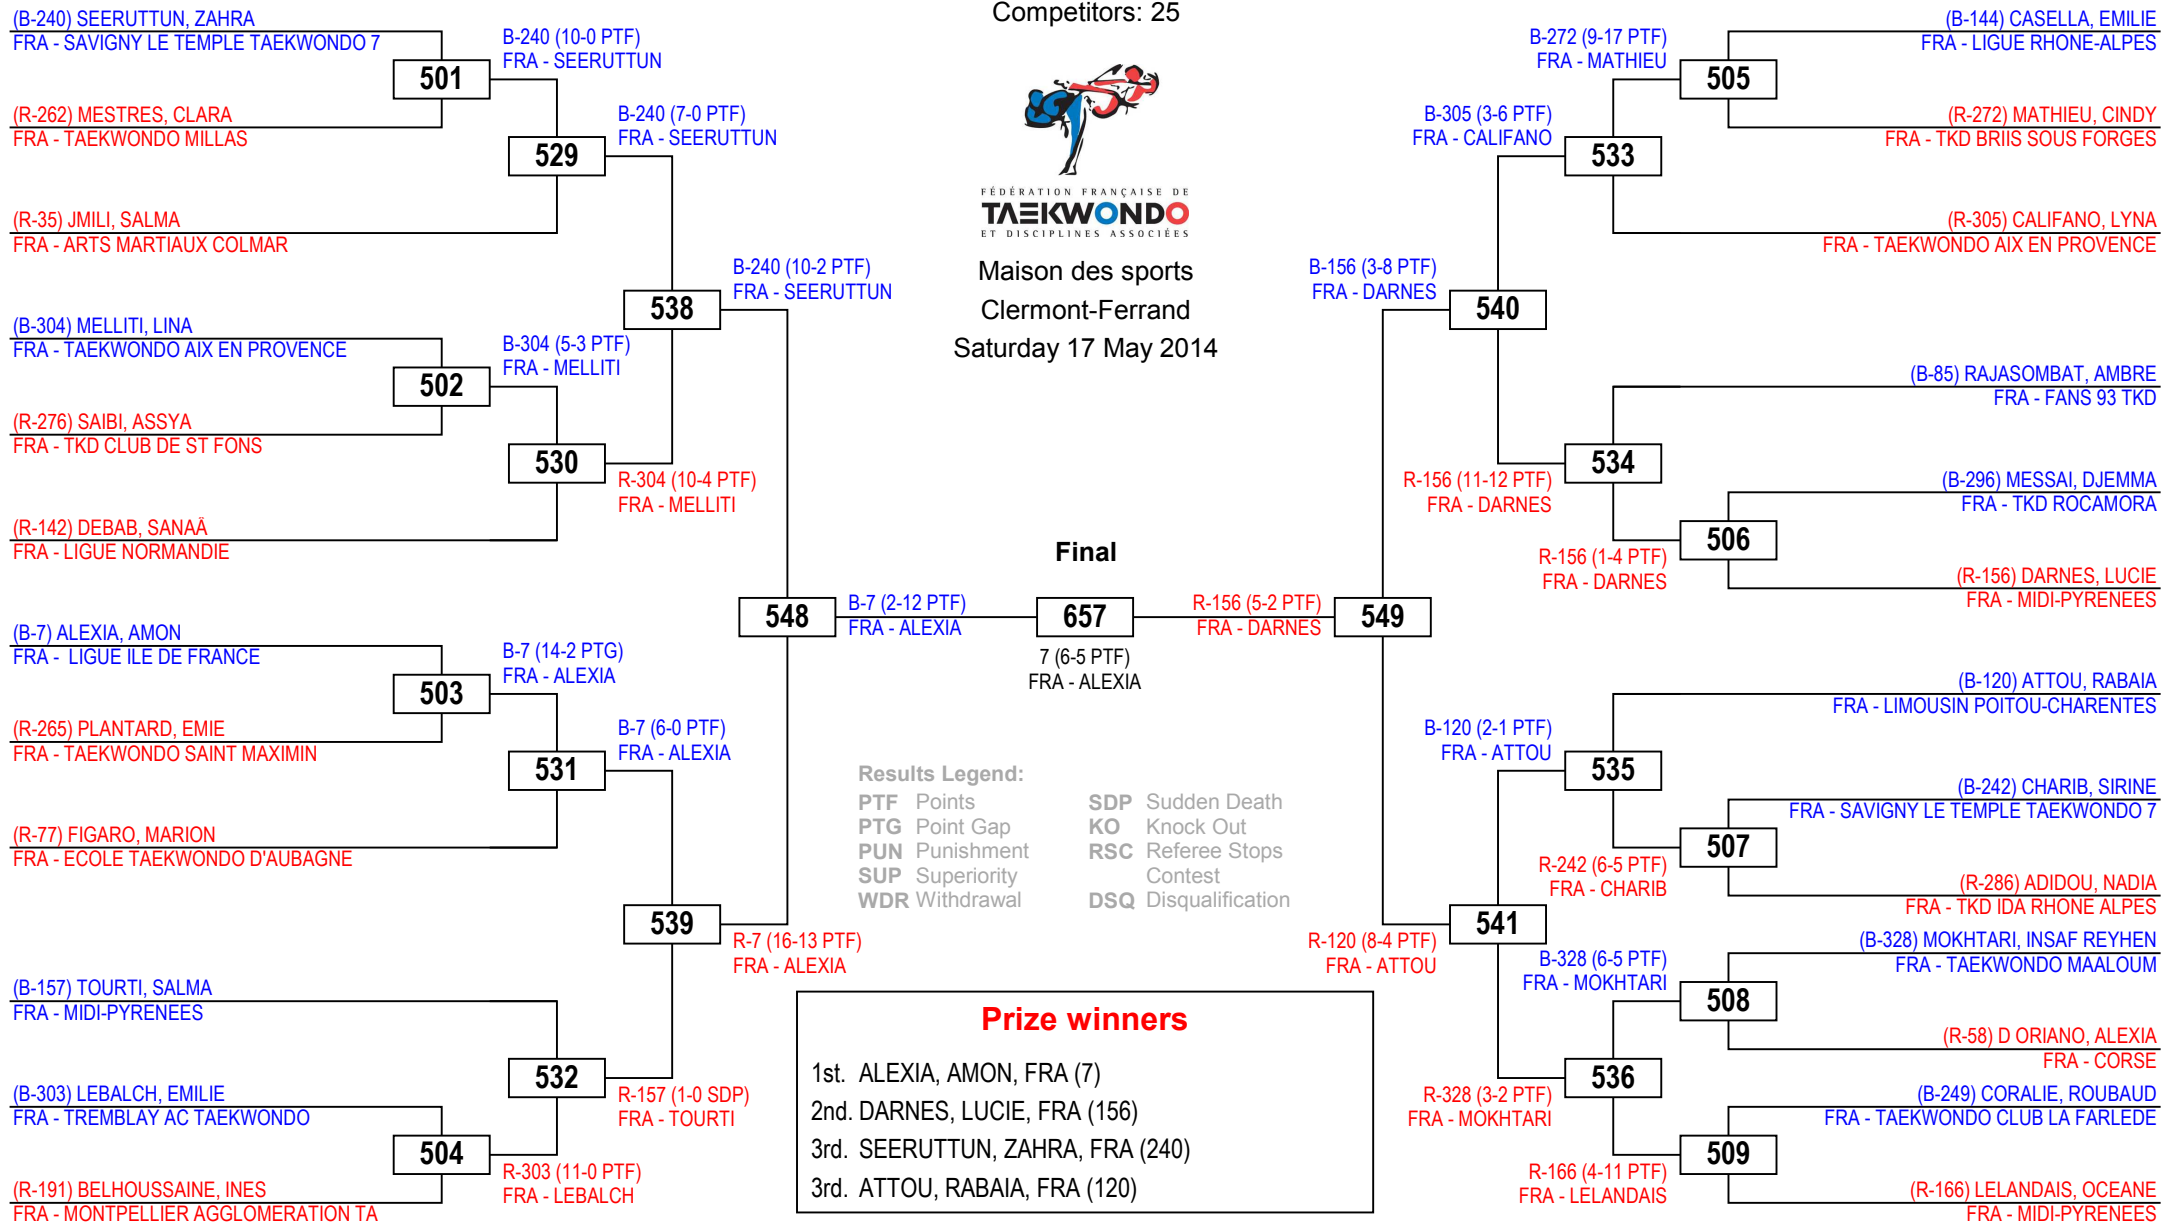 Competitors: 25
FÉDÉRATION FRANÇAISE DE
TAEKWONDO
ET DISCIPLINES ASSOCIÉES
Maison des sports
Clermont-Ferrand
Saturday 17 May 2014
(B-240) SEERUTTUN, ZAHRA
FRA - SAVIGNY LE TEMPLE TAEKWONDO 7
501
(R-262) MESTRES, CLARA
FRA - TAEKWONDO MILLAS
B-240 (10-0 PTF)
FRA - SEERUTTUN
529
(R-35) JMILI, SALMA
FRA - ARTS MARTIAUX COLMAR
B-240 (7-0 PTF)
FRA - SEERUTTUN
538
(B-304) MELLITI, LINA
FRA - TAEKWONDO AIX EN PROVENCE
502
(R-276) SAIBI, ASSYA
FRA - TKD CLUB DE ST FONS
B-304 (5-3 PTF)
FRA - MELLITI
530
(R-142) DEBAB, SANAÄ
FRA - LIGUE NORMANDIE
R-304 (10-4 PTF)
FRA - MELLITI
B-240 (10-2 PTF)
FRA - SEERUTTUN
548
(B-7) ALEXIA, AMON
FRA - LIGUE ILE DE FRANCE
503
(R-265) PLANTARD, EMIE
FRA - TAEKWONDO SAINT MAXIMIN
B-7 (14-2 PTG)
FRA - ALEXIA
531
(R-77) FIGARO, MARION
FRA - ECOLE TAEKWONDO D'AUBAGNE
B-7 (6-0 PTF)
FRA - ALEXIA
539
(B-157) TOURTI, SALMA
FRA - MIDI-PYRENEES
532
(B-303) LEBALCH, EMILIE
FRA - TREMBLAY AC TAEKWONDO
504
(R-191) BELHOUSSAINE, INES
FRA - MONTPELLIER AGGLOMERATION TA
R-303 (11-0 PTF)
FRA - LEBALCH
R-157 (1-0 SDP)
FRA - TOURTI
R-7 (16-13 PTF)
FRA - ALEXIA
B-7 (2-12 PTF)
FRA - ALEXIA
Final
657
7 (6-5 PTF)
FRA - ALEXIA
R-156 (5-2 PTF)
FRA - DARNES
549
(B-144) CASELLA, EMILIE
FRA - LIGUE RHONE-ALPES
505
(R-272) MATHIEU, CINDY
FRA - TKD BRIIS SOUS FORGES
B-272 (9-17 PTF)
FRA - MATHIEU
533
(R-305) CALIFANO, LYNA
FRA - TAEKWONDO AIX EN PROVENCE
B-305 (3-6 PTF)
FRA - CALIFANO
540
B-156 (3-8 PTF)
FRA - DARNES
(B-85) RAJASOMBAT, AMBRE
FRA - FANS 93 TKD
534
(B-296) MESSAI, DJEMMA
FRA - TKD ROCAMORA
506
(R-156) DARNES, LUCIE
FRA - MIDI-PYRENEES
R-156 (1-4 PTF)
FRA - DARNES
R-156 (11-12 PTF)
FRA - DARNES
(B-120) ATTOU, RABAIA
FRA - LIMOUSIN POITOU-CHARENTES
535
B-120 (2-1 PTF)
FRA - ATTOU
(B-242) CHARIB, SIRINE
FRA - SAVIGNY LE TEMPLE TAEKWONDO 7
507
(R-286) ADIDOU, NADIA
FRA - TKD IDA RHONE ALPES
R-242 (6-5 PTF)
FRA - CHARIB
541
R-120 (8-4 PTF)
FRA - ATTOU
(B-328) MOKHTARI, INSAF REYHEN
FRA - TAEKWONDO MAALOUM
508
(R-58) D ORIANO, ALEXIA
FRA - CORSE
B-328 (6-5 PTF)
FRA - MOKHTARI
536
R-328 (3-2 PTF)
FRA - MOKHTARI
(B-249) CORALIE, ROUBAUD
FRA - TAEKWONDO CLUB LA FARLEDE
509
(R-166) LELANDAIS, OCEANE
FRA - MIDI-PYRENEES
R-166 (4-11 PTF)
FRA - LELANDAIS
Results Legend:
PTF Points SDP Sudden Death
PTG Point Gap KO Knock Out
PUN Punishment RSC Referee Stops
SUP Superiority Contest
WDR Withdrawal DSQ Disqualification
Prize winners
1st. ALEXIA, AMON, FRA (7)
2nd. DARNES, LUCIE, FRA (156)
3rd. SEERUTTUN, ZAHRA, FRA (240)
3rd. ATTOU, RABAIA, FRA (120)